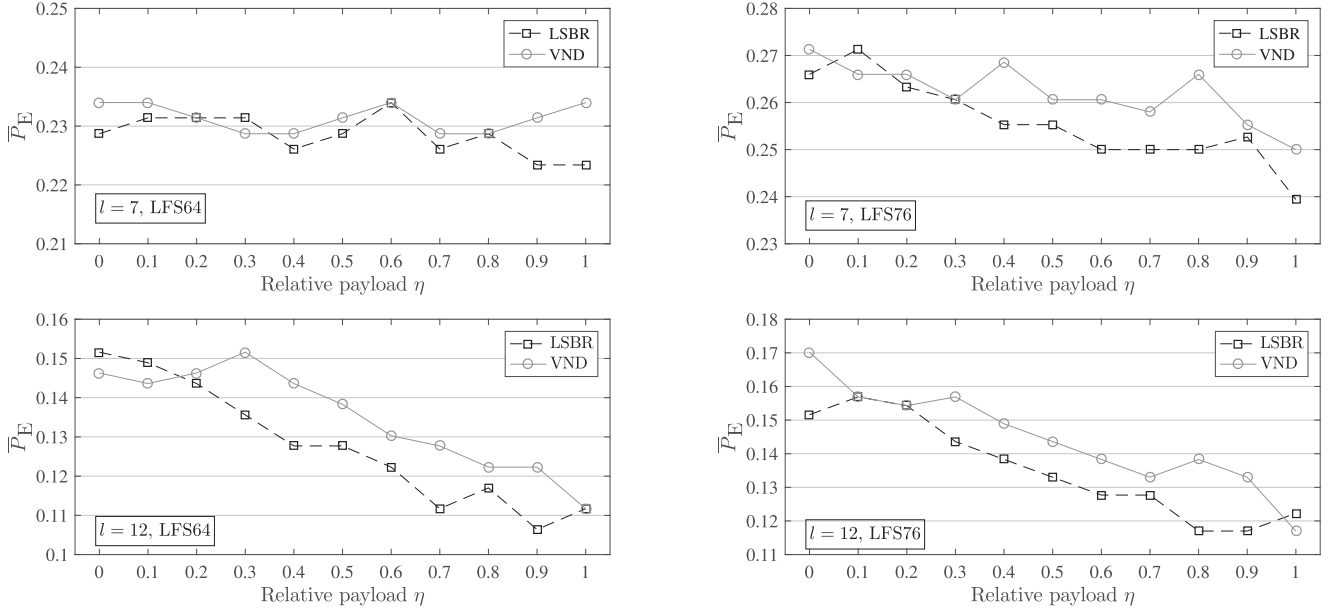 0.25
0.24
0.23
0.22
0.21
P̅E
LSBR
VND
l = 7, LFS64
0 0.1 0.2 0.3 0.4 0.5 0.6 0.7 0.8 0.9 1
Relative payload η
0.28
0.27
0.26
0.25
0.24
0.23
P̅E
LSBR
VND
l = 7, LFS76
0 0.1 0.2 0.3 0.4 0.5 0.6 0.7 0.8 0.9 1
Relative payload η
0.16
0.15
0.14
0.13
0.12
0.11
0.1
P̅E
LSBR
VND
l = 12, LFS64
0 0.1 0.2 0.3 0.4 0.5 0.6 0.7 0.8 0.9 1
Relative payload η
0.18
0.17
0.16
0.15
0.14
0.13
0.12
0.11
P̅E
LSBR
VND
l = 12, LFS76
0 0.1 0.2 0.3 0.4 0.5 0.6 0.7 0.8 0.9 1
Relative payload η